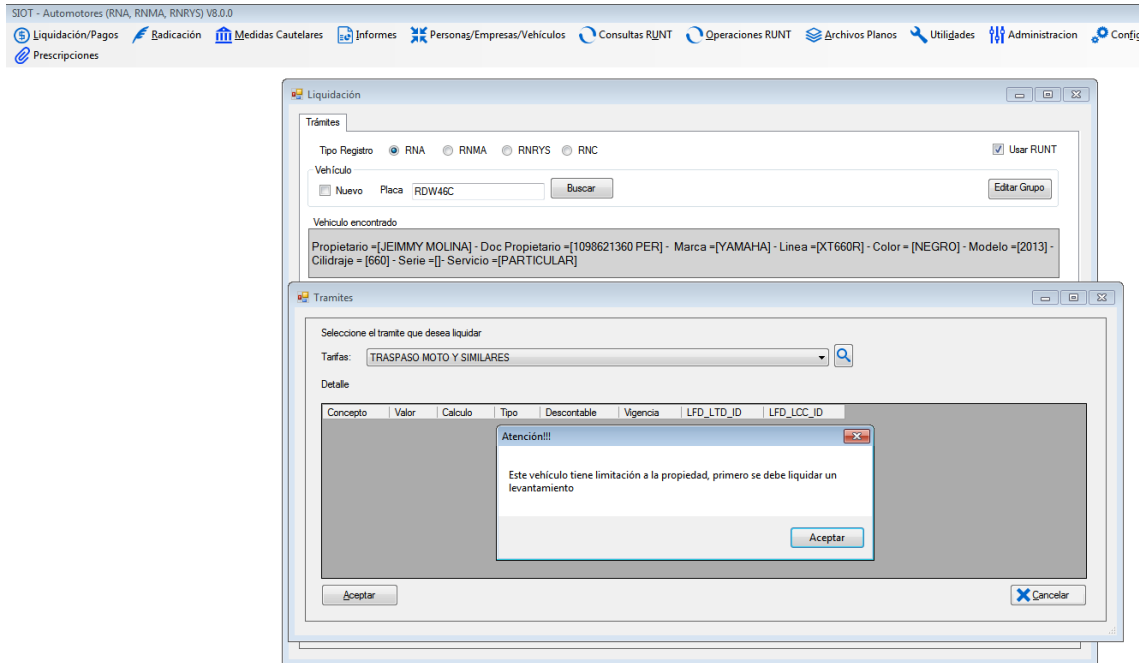 SIOT - Automotores (RNA, RNMA, RNRYS) V8.0.0
Liquidación/Pagos Radicación Medidas Cautelares Informes Personas/Empresas/Vehículos Consultas RUNT Operaciones RUNT Archivos Planos Utilidades Administracion Config
Prescripciones
Liquidación
Trámites
Tipo Registro RNA RNMA RNRYS RNC Usar RUNT
Vehículo
Nuevo Placa RDW46C Buscar Editar Grupo
Vehiculo encontrado
Propietario =[JEIMMY MOLINA] - Doc Propietario =[1098621360 PER] - Marca =[YAMAHA] - Linea =[XT660R] - Color = [NEGRO] - Modelo =[2013] -
Cilidraje = [660] - Serie =[]- Servicio =[PARTICULAR]
Tramites
Seleccione el tramite que desea liquidar
Tarifas: TRASPASO MOTO Y SIMILARES
Detalle
Concepto Valor Calculo Tipo Descontable Vigencia LFD_LTD_ID LFD_LCC_ID
Atención!!!
Este vehículo tiene limitación a la propiedad, primero se debe liquidar un
levantamiento
Aceptar
Aceptar Cancelar